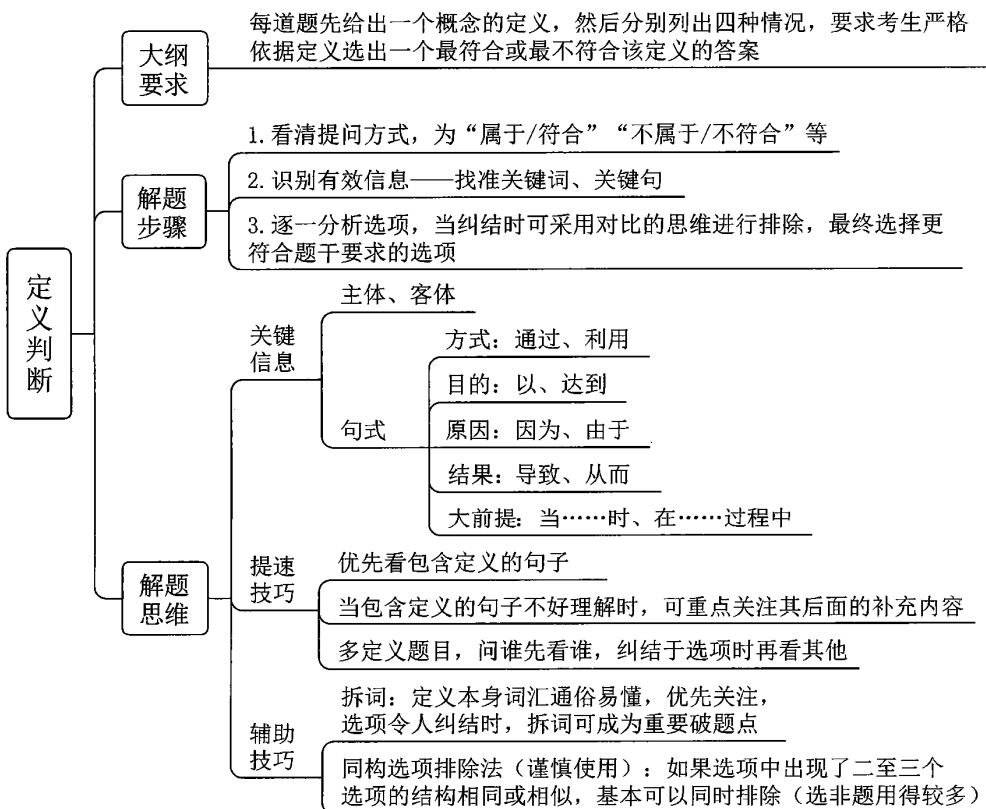 每道题先给出一个概念的定义，然后分别列出四种情况，要求考生严格
依据定义选出一个最符合或最不符合该定义的答案
大纲
要求
1.看清提问方式，为“属于/符合”“不属于/不符合”等
2.识别有效信息——找准关键词、关键句
解题
步骤
3.逐一分析选项，当纠结时可采用对比的思维进行排除，最终选择更
符合题干要求的选项
定
义
判
断
主体、客体
关键
信息
方式：通过、利用
目的：以、达到
句式
原因：因为、由于
结果：导致、从而
大前提：当……时、在……过程中
解题
思维
提速
技巧
优先看包含定义的句子
当包含定义的句子不好理解时，可重点关注其后面的补充内容
多定义题目，问谁先看谁，纠结于选项时再看其他
拆词：定义本身词汇通俗易懂，优先关注，
选项令人纠结时，拆词可成为重要破题点
辅助
技巧
同构选项排除法（谨慎使用）：如果选项中出现了二至三个
选项的结构相同或相似，基本可以同时排除（选非题用得较多）